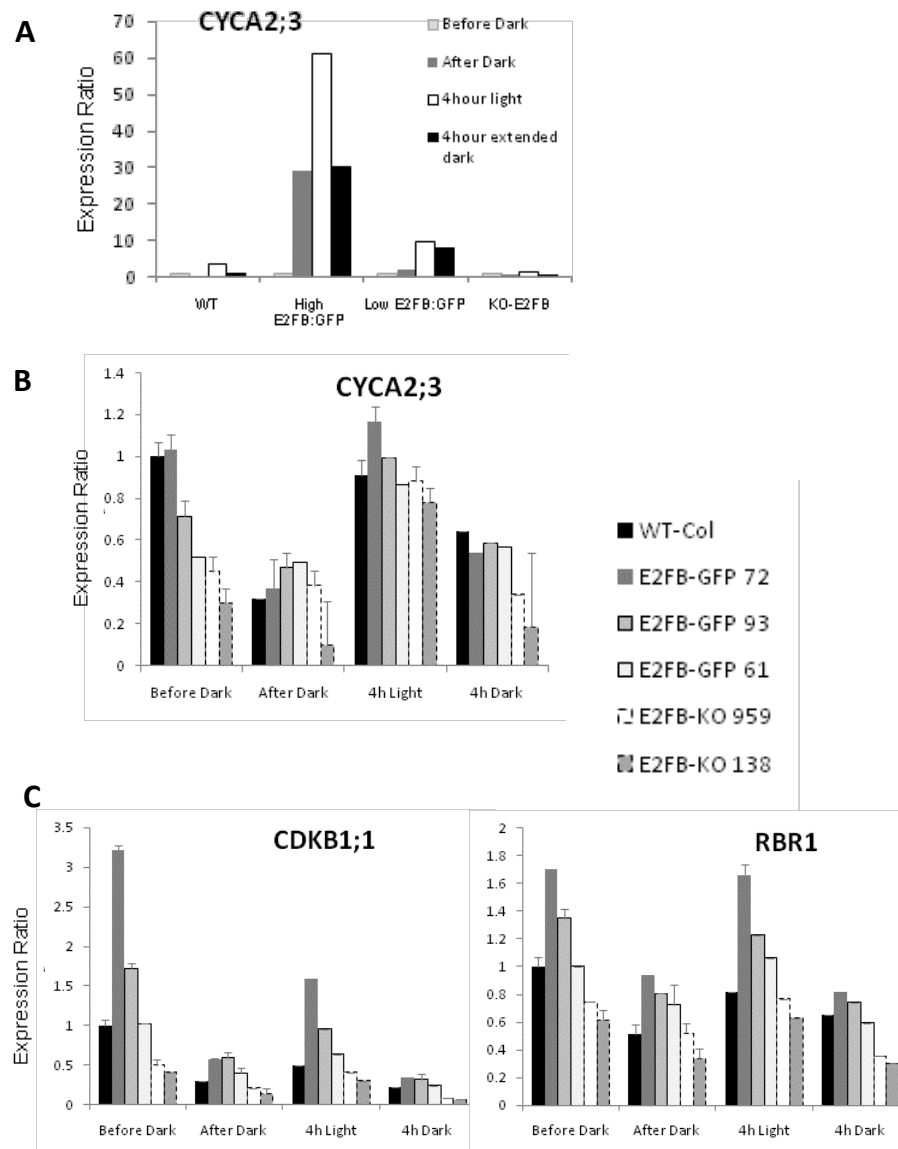 A
CYCA2;3
Before Dark
After Dark
4hour light
4hour extended
dark
Expression Ratio
70
60
50
40
30
20
10
0
WT
High
E2FB:GFP
Low E2FB:GFP
KO-E2FB
B
CYCA2;3
Expression Ratio
1.4
1.2
1
0.8
0.6
0.4
0.2
0
Before Dark
After Dark
4h Light
4h Dark
WT-Col
E2FB-GFP 72
E2FB-GFP 93
E2FB-GFP 61
E2FB-KO 959
E2FB-KO 138
C
CDKB1;1
Expression Ratio
3.5
3
2.5
2
1.5
1
0.5
0
Before Dark
After Dark
4h Light
4h Dark
RBR1
2
1.8
1.6
1.4
1.2
1
0.8
0.6
0.4
0.2
0
Before Dark
After Dark
4h Light
4h Dark